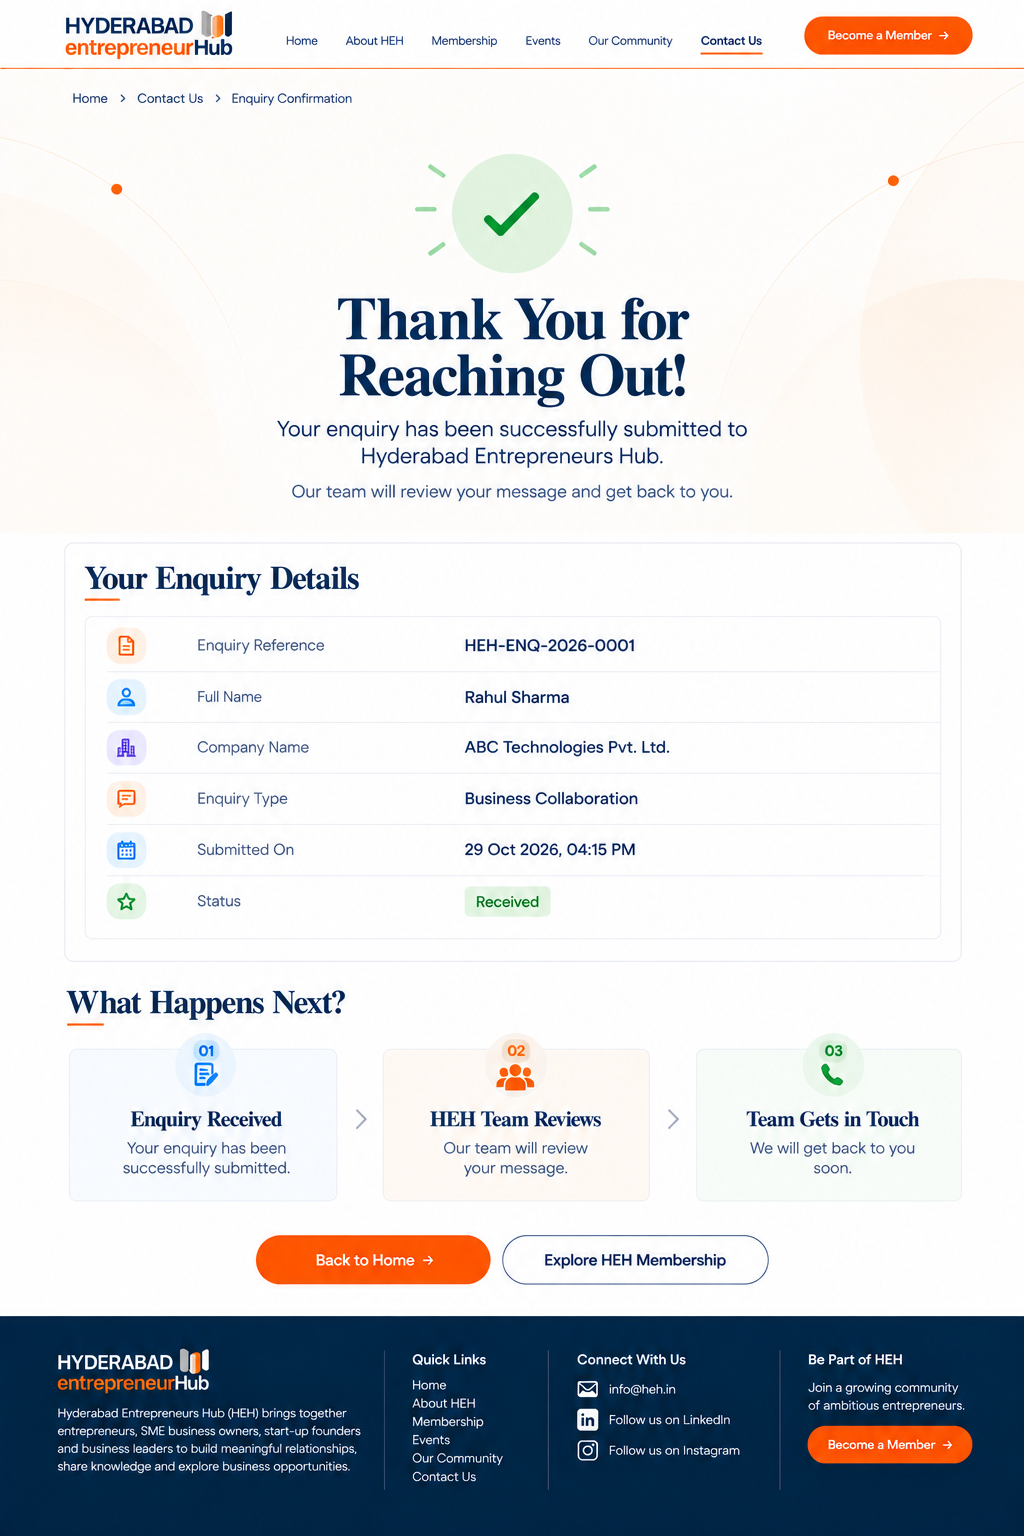 HYDERABAD
entrepreneurHub
Home
About HEH
Membership
Events
Our Community
Contact Us
Become a Member →
Home > Contact Us > Enquiry Confirmation
Thank You for
Reaching Out!
Your enquiry has been successfully submitted to
Hyderabad Entrepreneurs Hub.
Our team will review your message and get back to you.
Your Enquiry Details
Enquiry Reference HEH-ENQ-2026-0001
Full Name Rahul Sharma
Company Name ABC Technologies Pvt. Ltd.
Enquiry Type Business Collaboration
Submitted On 29 Oct 2026, 04:15 PM
Status Received
What Happens Next?
01
Enquiry Received
Your enquiry has been
successfully submitted.
02
HEH Team Reviews
Our team will review
your message.
03
Team Gets in Touch
We will get back to you
soon.
Back to Home →
Explore HEH Membership
HYDERABAD
entrepreneurHub
Hyderabad Entrepreneurs Hub (HEH) brings together
entrepreneurs, SME business owners, start-up founders
and business leaders to build meaningful relationships,
share knowledge and explore business opportunities.
Quick Links
Home
About HEH
Membership
Events
Our Community
Contact Us
Connect With Us
info@heh.in
in
Follow us on LinkedIn
Follow us on Instagram
Be Part of HEH
Join a growing community
of ambitious entrepreneurs.
Become a Member →